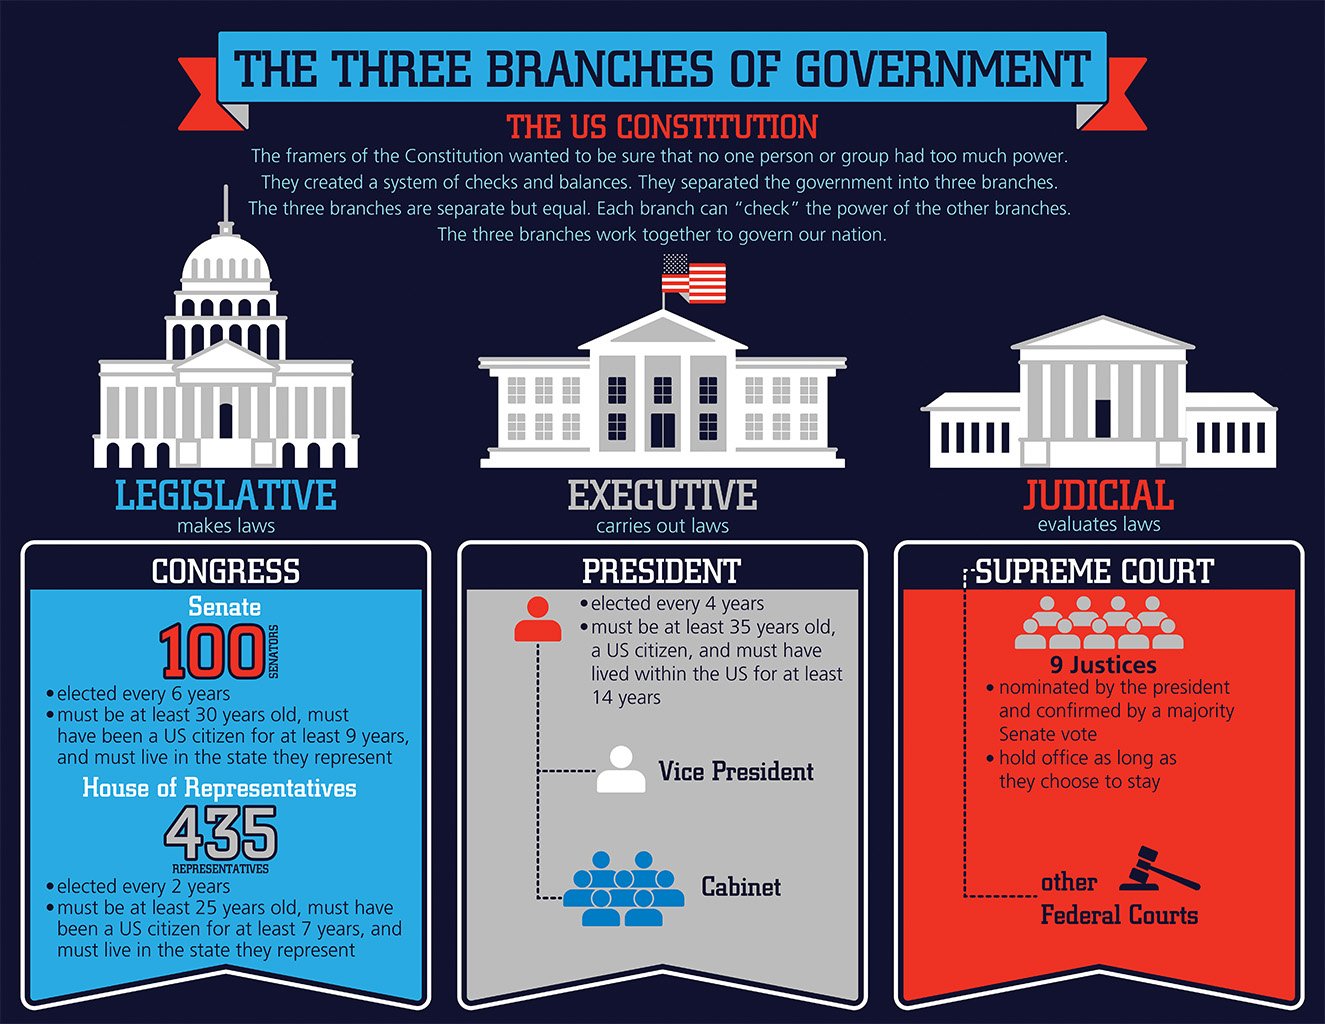 THE THREE BRANCHES OF GOVERNMENT
THE US CONSTITUTION
The framers of the Constitution wanted to be sure that no one person or group had too much power.
They created a system of checks and balances. They separated the government into three branches.
The three branches are separate but equal. Each branch can “check” the power of the other branches.
The three branches work together to govern our nation.
LEGISLATIVE
makes laws
CONGRESS
Senate
100
SENATORS
•elected every 6 years
•must be at least 30 years old, must
have been a US citizen for at least 9 years,
and must live in the state they represent
House of Representatives
435
REPRESENTATIVES
•elected every 2 years
•must be at least 25 years old, must have
been a US citizen for at least 7 years, and
must live in the state they represent
EXECUTIVE
carries out laws
PRESIDENT
•elected every 4 years
•must be at least 35 years old,
a US citizen, and must have
lived within the US for at least
14 years
Vice President
Cabinet
JUDICIAL
evaluates laws
SUPREME COURT
9 Justices
•nominated by the president
and confirmed by a majority
Senate vote
•hold office as long as
they choose to stay
other
Federal Courts